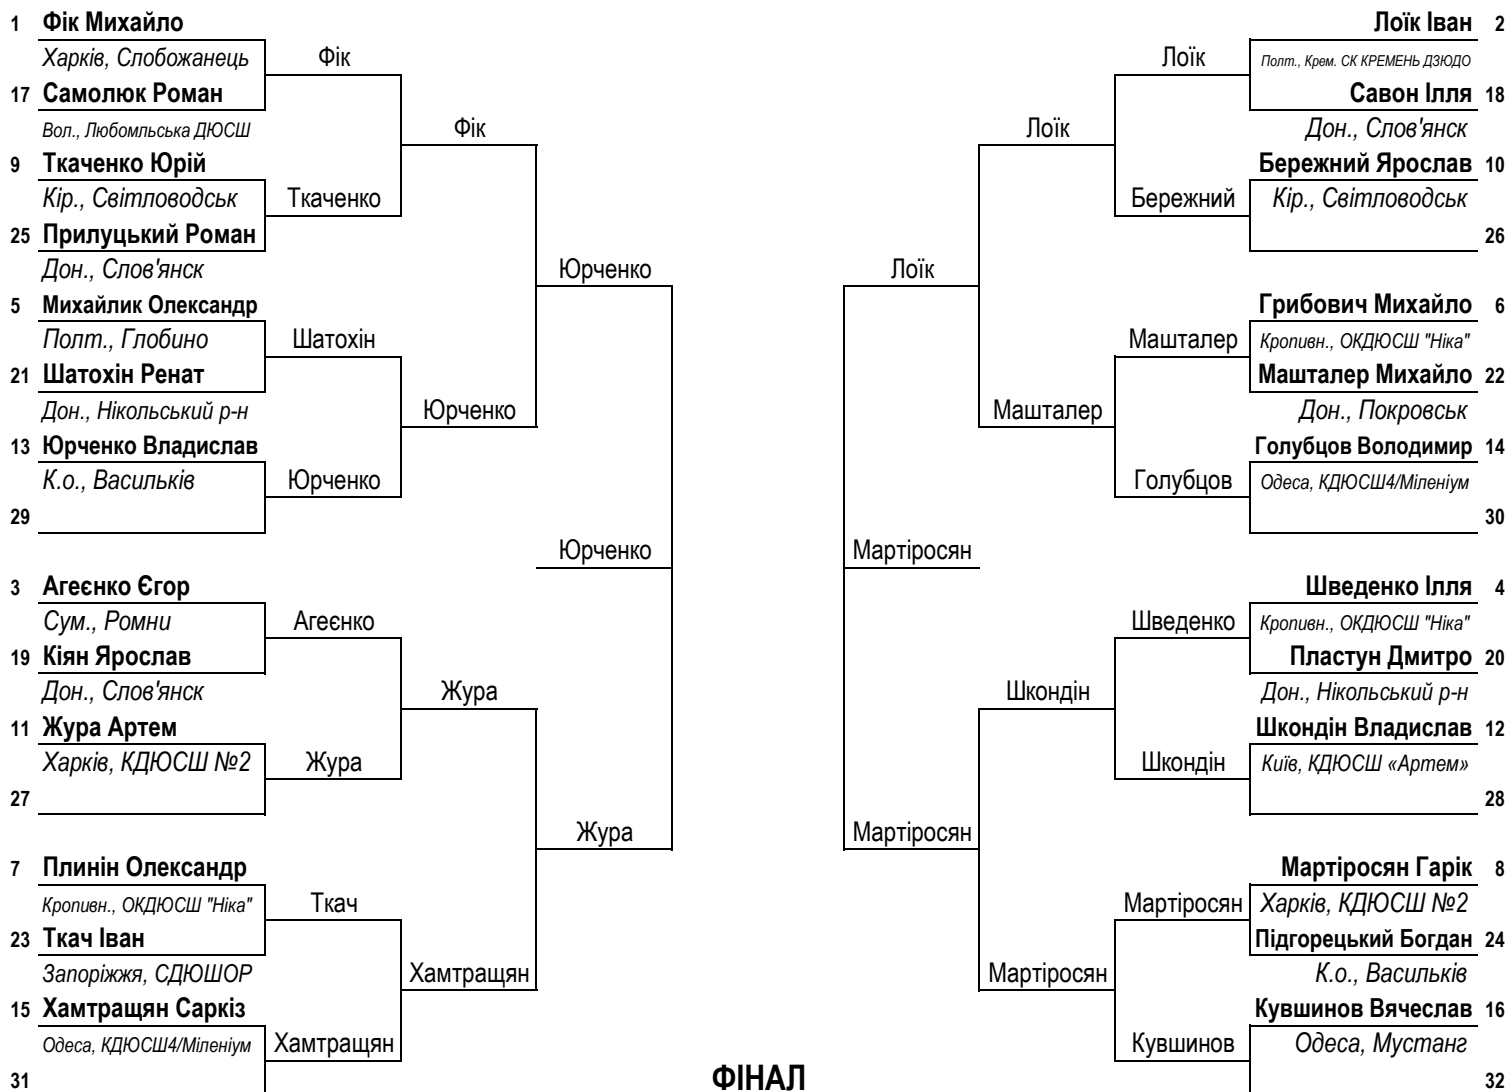 1 Фік Михайло
Харків, Слобожанець
Фік
17 Самолюк Роман
Вол., Любомльська ДЮСШ
Фік
9 Ткаченко Юрій
Кір., Світловодськ
Ткаченко
25 Прилуцький Роман
Дон., Слов'янск
Юрченко
5 Михайлик Олександр
Полт., Глобино
Шатохін
21 Шатохін Ренат
Дон., Нікольський р-н
Юрченко
13 Юрченко Владислав
К.о., Васильків
Юрченко
29
Юрченко
3 Агеєнко Єгор
Сум., Ромни
Агеєнко
19 Кіян Ярослав
Дон., Слов'янск
Жура
11 Жура Артем
Харків, КДЮСШ №2
Жура
27
Жура
7 Плинін Олександр
Кропивн., ОКДЮСШ "Ніка"
Ткач
23 Ткач Іван
Запоріжжя, СДЮШОР
Хамтращян
15 Хамтращян Саркіз
Одеса, КДЮСШ4/Міленіум
Хамтращян
31
Лоїк Іван 2
Лоїк
Полт., Крем. СК КРЕМЕНЬ ДЗЮДО
Савон Ілля 18
Лоїк
Дон., Слов'янск
Бережний Ярослав 10
Бережний
Кір., Світловодськ
26
Лоїк
Грибович Михайло 6
Машталер
Кропивн., ОКДЮСШ "Ніка"
Машталер Михайло 22
Машталер
Дон., Покровськ
Голубцов Володимир 14
Голубцов
Одеса, КДЮСШ4/Міленіум
30
Мартіросян
Шведенко Ілля 4
Шведенко
Кропивн., ОКДЮСШ "Ніка"
Пластун Дмитро 20
Шкондін
Дон., Нікольський р-н
Шкондін Владислав 12
Шкондін
Київ, КДЮСШ «Артем»
28
Мартіросян
Мартіросян Гарік 8
Мартіросян
Харків, КДЮСШ №2
Підгорецький Богдан 24
Мартіросян
К.о., Васильків
Кувшинов Вячеслав 16
Кувшинов
Одеса, Мустанг
32
ФІНАЛ